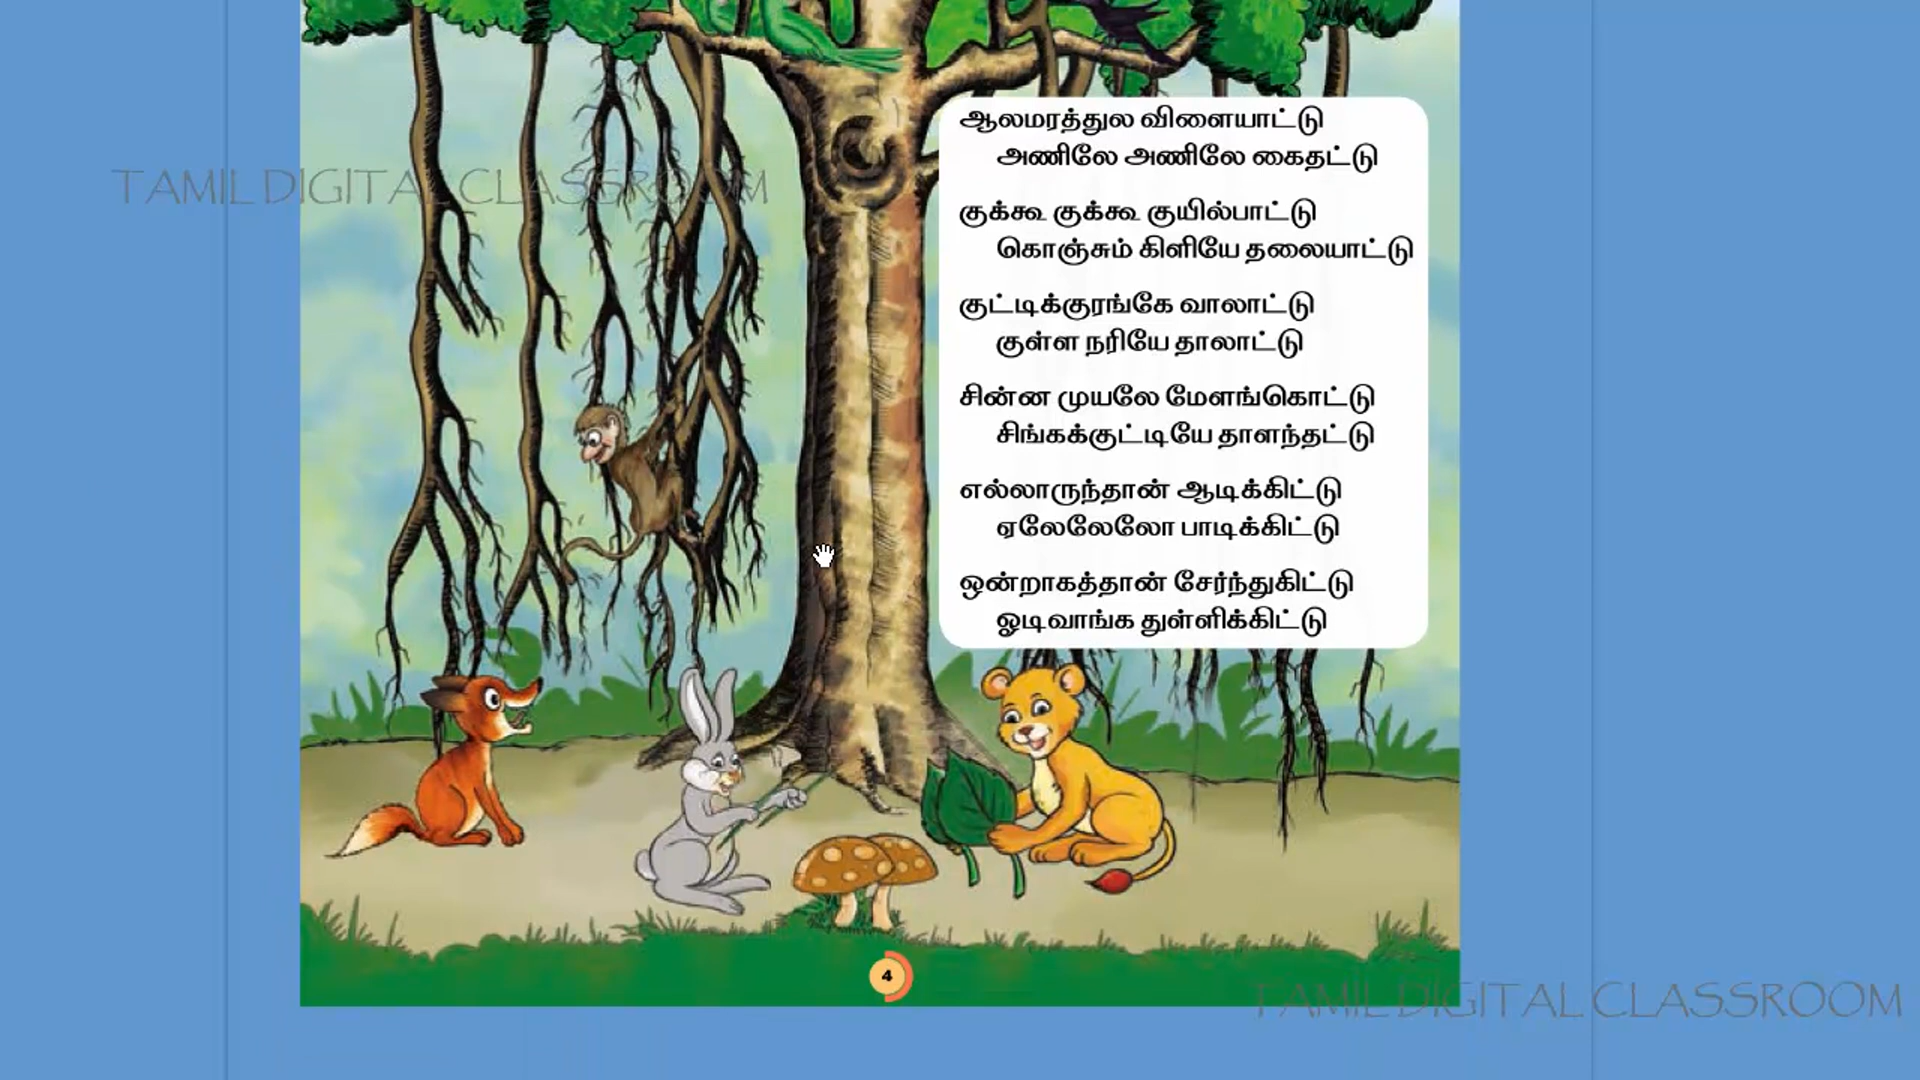 ஆலமரத்துல விளையாட்டு
அணிலே அணிலே கைதட்டு
TAMIL DIGITAL CLASSROOM
குக்கூ குக்கூ குயில்பாட்டு
கொஞ்சும் கிளியே தலையாட்டு
குட்டிக்குரங்கே வாலாட்டு
குள்ள நரியே தாலாட்டு
சின்ன முயலே மேளங்கொட்டு
சிங்கக்குட்டியே தாளந்தட்டு
எல்லாருந்தான் ஆடிக்கிட்டு
ஏலேலேலோ பாடிக்கிட்டு
ஒன்றாகத்தான் சேர்ந்துகிட்டு
ஓடிவாங்க துள்ளிக்கிட்டு
4
TAMIL DIGITAL CLASSROOM